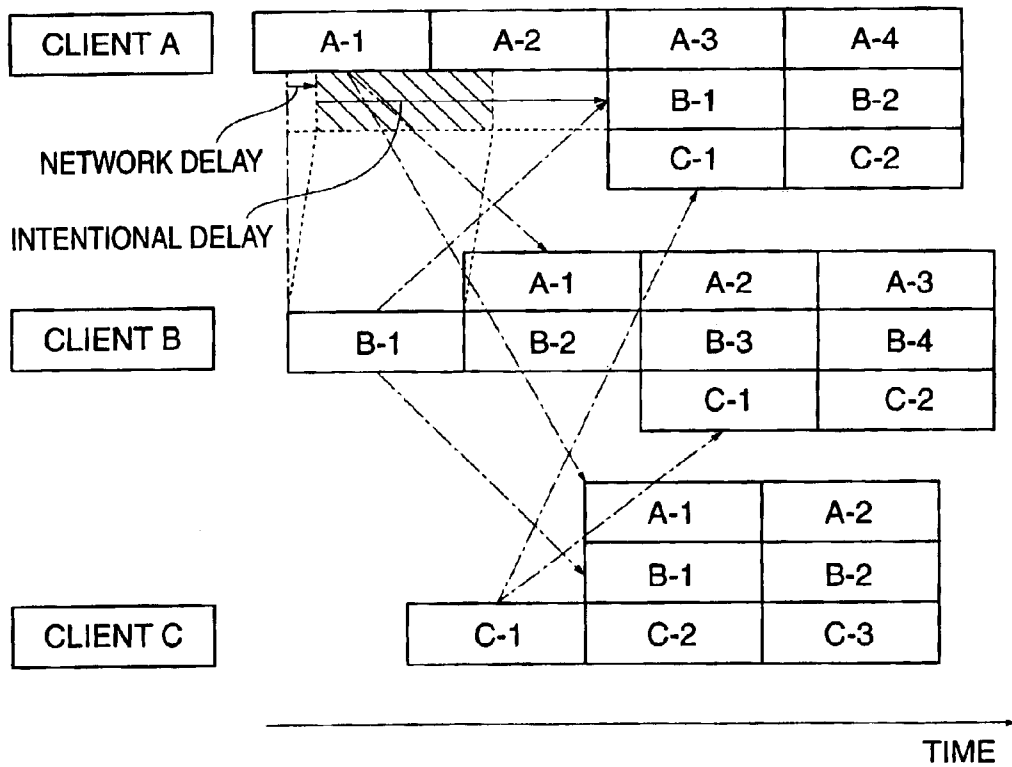 CLIENT A
A-1 A-2 A-3 A-4
B-1 B-2
NETWORK DELAY
C-1 C-2
INTENTIONAL DELAY
A-1 A-2 A-3
CLIENT B
B-1 B-2 B-3 B-4
C-1 C-2
A-1 A-2
B-1 B-2
CLIENT C
C-1 C-2 C-3
TIME